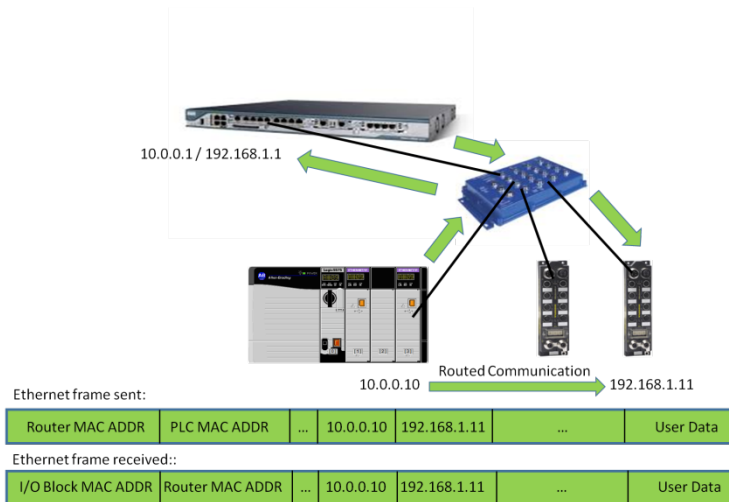 10.0.0.1 / 192.168.1.1
Allen-Bradley
Routed Communication
10.0.0.10
192.168.1.11
Ethernet frame sent:
Router MAC ADDR PLC MAC ADDR ... 10.0.0.10 192.168.1.11 ... User Data
Ethernet frame received::
I/O Block MAC ADDR Router MAC ADDR ... 10.0.0.10 192.168.1.11 ... User Data